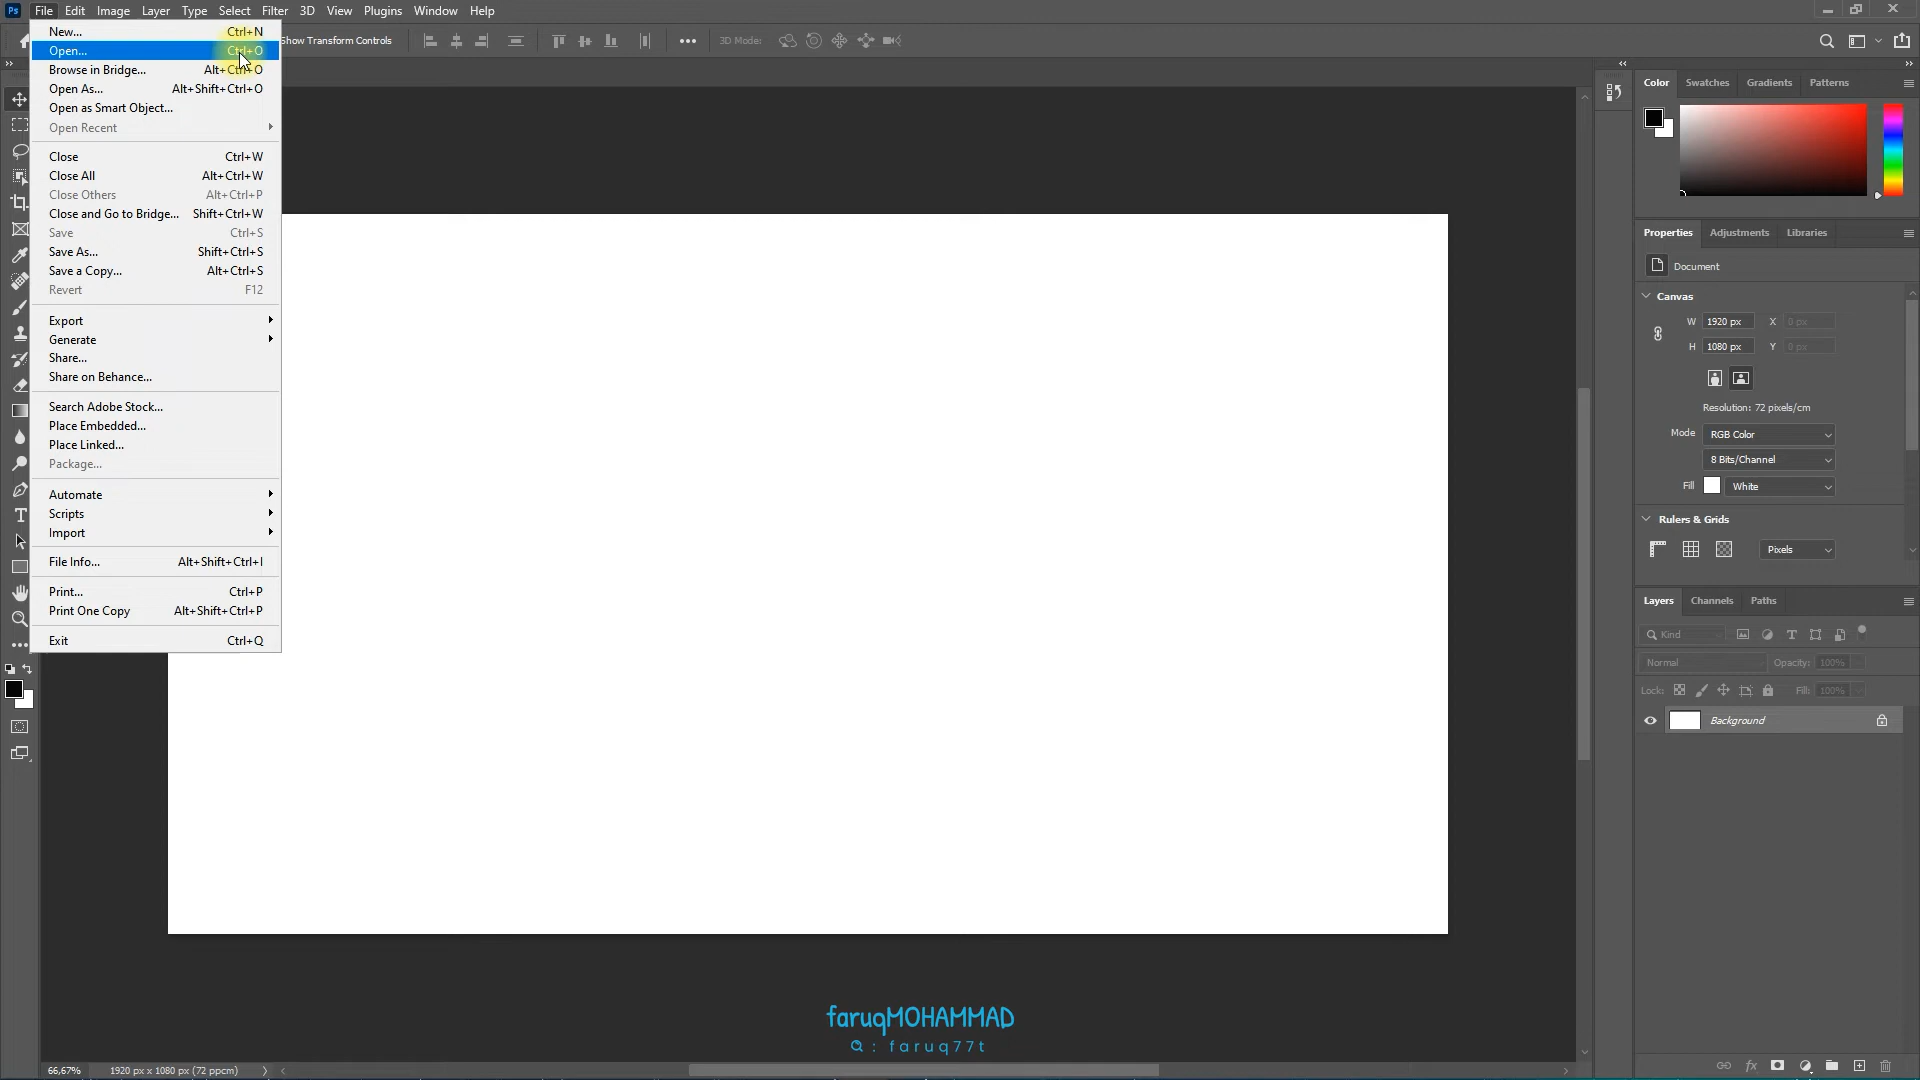 Ps File Edit Image Layer Type Select Filter 3D View Plugins Window Help
Show Transform Controls
3D Mode:
New... Ctrl+N
Open... Ctrl+O
Browse in Bridge... Alt+Ctrl+O
Open As... Alt+Shift+Ctrl+O
Open as Smart Object...
Open Recent
Close Ctrl+W
Close All Alt+Ctrl+W
Close Others Alt+Ctrl+P
Close and Go to Bridge... Shift+Ctrl+W
Save Ctrl+S
Save As... Shift+Ctrl+S
Save a Copy... Alt+Ctrl+S
Revert F12
Export
Generate
Share...
Share on Behance...
Search Adobe Stock...
Place Embedded...
Place Linked...
Package...
Automate
Scripts
Import
File Info... Alt+Shift+Ctrl+I
Print... Ctrl+P
Print One Copy Alt+Shift+Ctrl+P
Exit Ctrl+Q
Color Swatches Gradients Patterns
Properties Adjustments Libraries
Document
Canvas
W 1920 px X 0 px
H 1080 px Y 0 px
Resolution: 72 pixels/cm
Mode RGB Color
8 Bits/Channel
Fill White
Rulers & Grids
Pixels
Layers Channels Paths
Kind
Normal Opacity: 100%
Lock: Fill: 100%
Background
faruqMOHAMMAD
: faruq77t
66,67% 1920 px x 1080 px (72 ppcm)